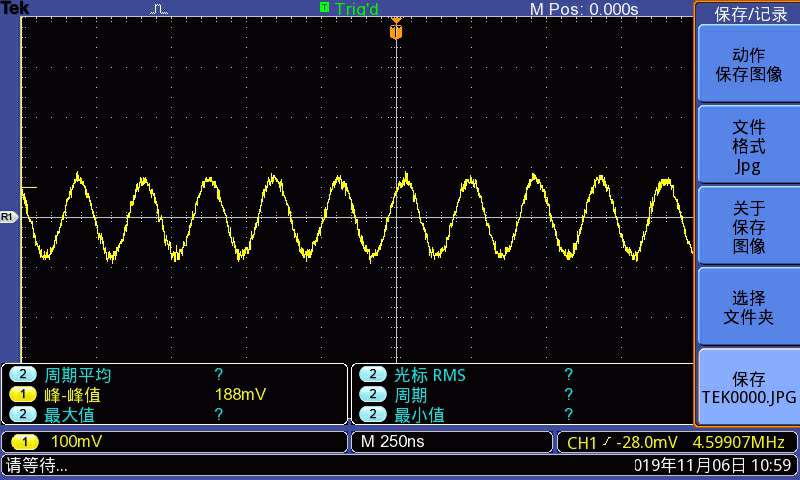 Tek
T Trig'd
M Pos: 0.000s
保存/记录
T
动作
保存图像
文件
格式
Jpg
R1
关于
保存
图像
选择
文件夹
保存
TEK0000.JPG
2 周期平均 ?
1 峰-峰值 188mV
2 最大值 ?
2 光标 RMS ?
2 周期 ?
2 最小值 ?
1 100mV
M 250ns
CH1 -28.0mV 4.59907MHz
请等待...
019年11月06日 10:59